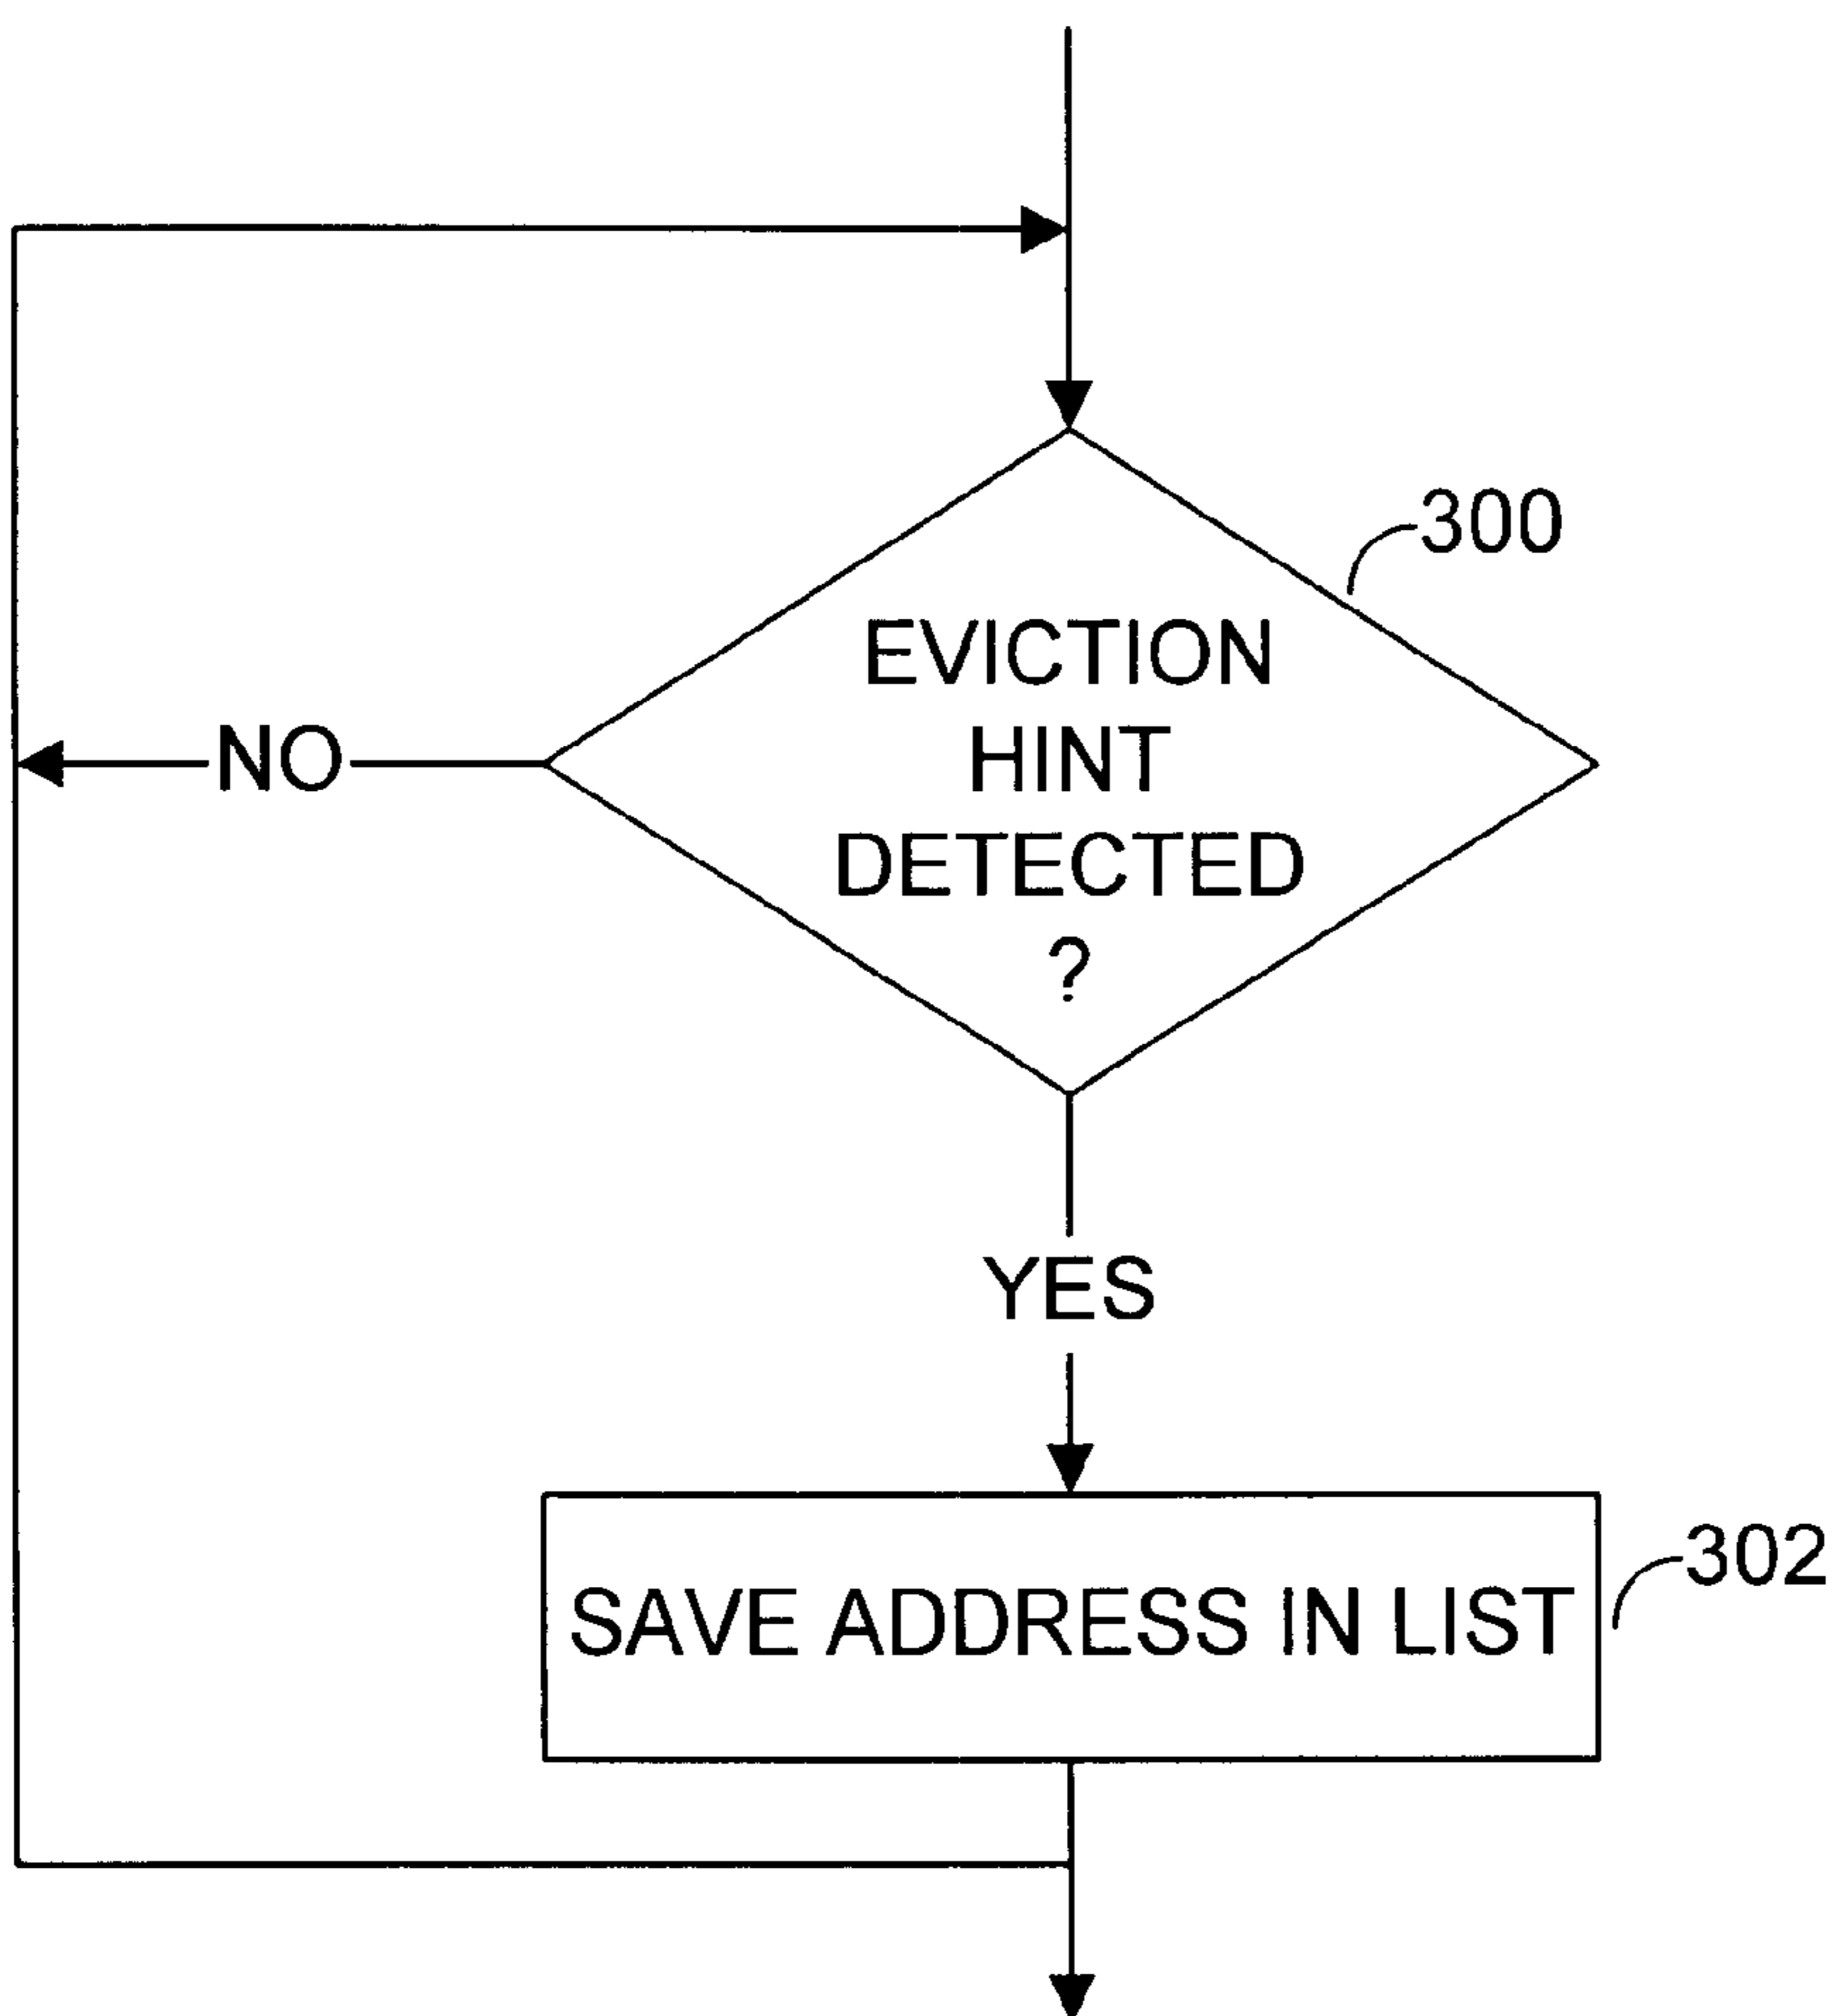 300
EVICTION
HINT
DETECTED
?
NO
YES
302
SAVE ADDRESS IN LIST